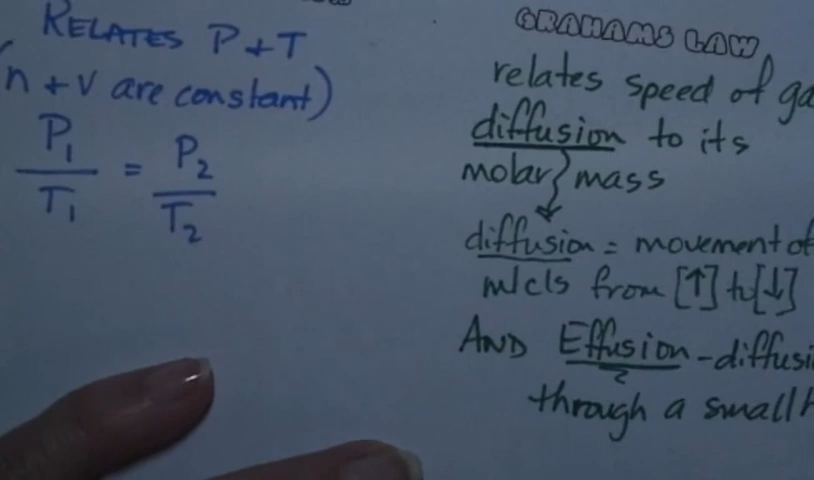 RELATES P + T
(n + V are constant)
P₁/T₁ = P₂/T₂
GRAHAMS LAW
relates speed of ga
diffusion to its
molar mass
diffusion = movement of
mlcls from [↑] to [↓]
AND Effusion - diffusi
through a small h